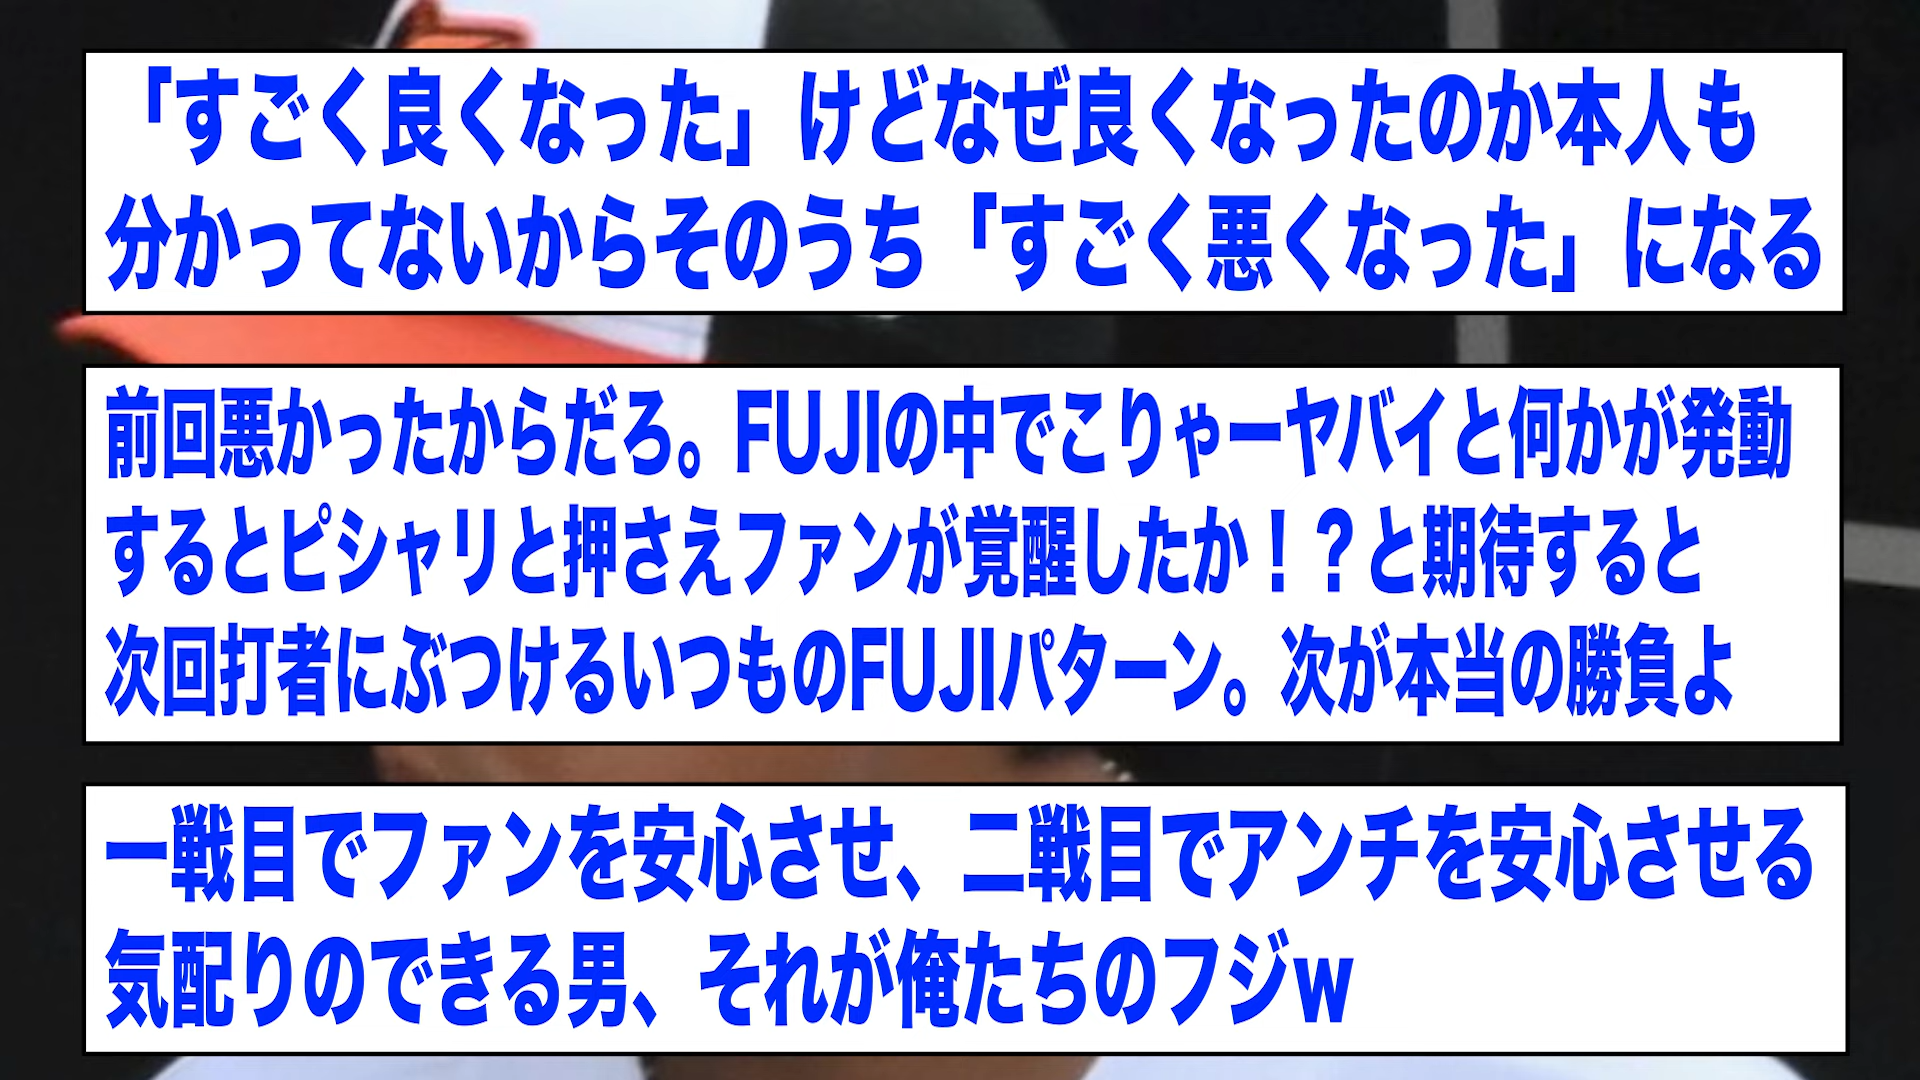 「すごく良くなった」けどなぜ良くなったのか本人も
分かってないからそのうち「すごく悪くなった」になる
前回悪かったからだろ。FUJIの中でこりゃーヤバイと何かが発動
するとピシャリと押さえファンが覚醒したか！？と期待すると
次回打者にぶつけるいつものFUJIパターン。次が本当の勝負よ
一戦目でファンを安心させ、二戦目でアンチを安心させる
気配りのできる男、それが俺たちのフジw